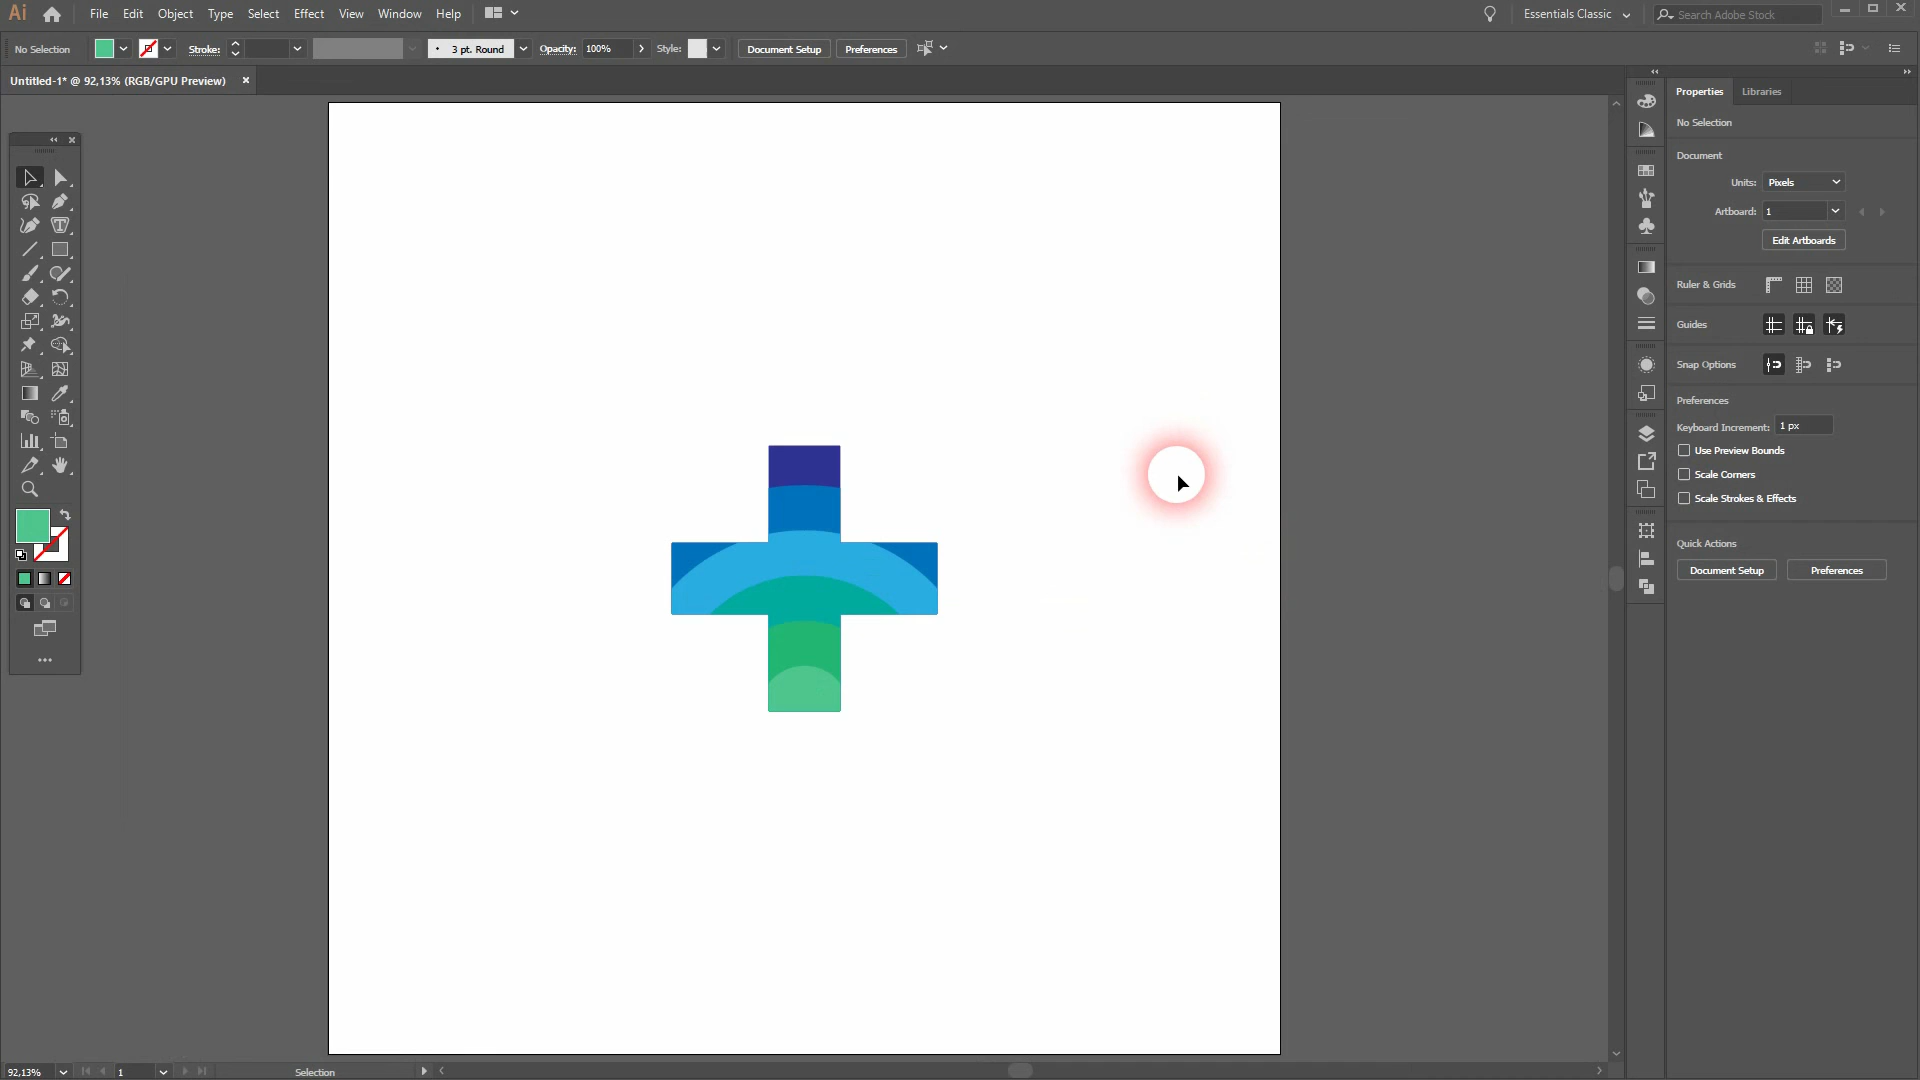 Ai File Edit Object Type Select Effect View Window Help Essentials Classic Search Adobe Stock
No Selection Stroke: 3 pt. Round Opacity: 100% Style: Document Setup Preferences
Untitled-1* @ 92,13% (RGB/GPU Preview)
Properties Libraries
No Selection
Document
Units: Pixels
Artboard: 1
Edit Artboards
Ruler & Grids
Guides
Snap Options
Preferences
Keyboard Increment: 1 px
Use Preview Bounds
Scale Corners
Scale Strokes & Effects
Quick Actions
Document Setup Preferences
92,13% 1 Selection